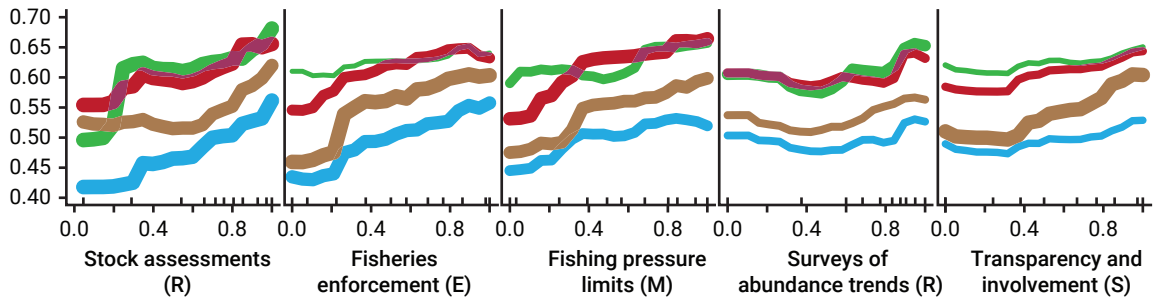 0.70
0.65
0.60
0.55
0.50
0.45
0.40
0.0 0.4 0.8 0.0 0.4 0.8 0.0 0.4 0.8 0.0 0.4 0.8 0.0 0.4 0.8
Stock assessments
(R)
Fisheries
enforcement (E)
Fishing pressure
limits (M)
Surveys of
abundance trends (R)
Transparency and
involvement (S)